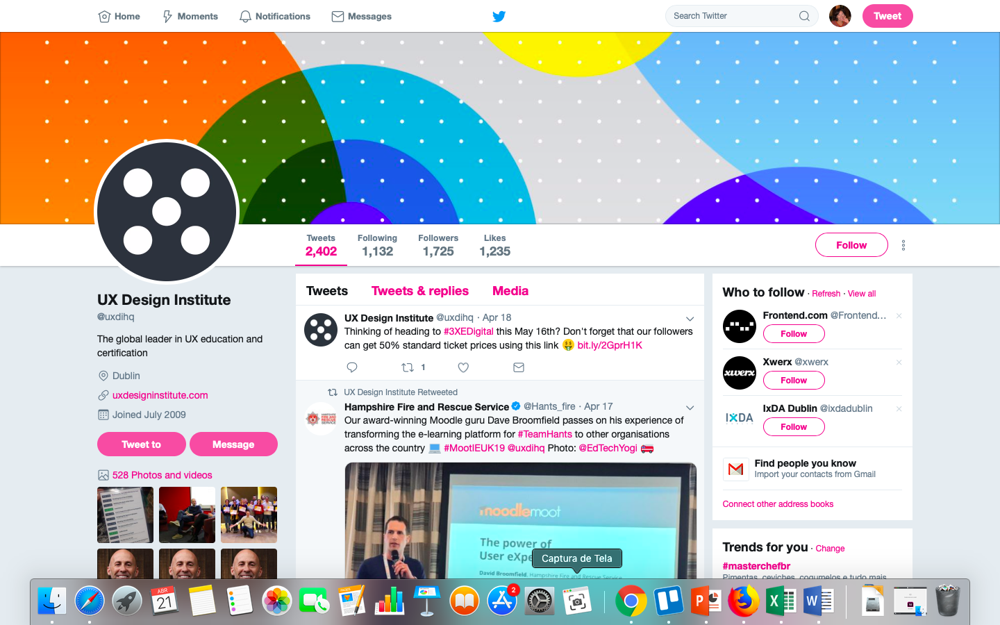 Home
Moments
Notifications
Messages
Search Twitter
Tweet
Tweets
2,402
Following
1,132
Followers
1,725
Likes
1,235
Follow
UX Design Institute
@uxdihq
The global leader in UX education and
certification
Dublin
uxdesigninstitute.com
Joined July 2009
Tweet to
Message
528 Photos and videos
Tweets
Tweets & replies
Media
UX Design Institute @uxdihq · Apr 18
Thinking of heading to #3XEDigital this May 16th? Don't forget that our followers
can get 50% standard ticket prices using this link 🤑 bit.ly/2GprH1K
1
UX Design Institute Retweeted
Hampshire Fire and Rescue Service @Hants_fire · Apr 17
HAMPSHIRE
FIRE AND
RESCUE
SERVICE
Our award-winning Moodle guru Dave Broomfield passes on his experience of
transforming the e-learning platform for #TeamHants to other organisations
across the country 💻 #MootIEUK19 @uxdihq Photo: @EdTechYogi 🚒
moodlemoot
The power of
User eXpe
David Broomfield, Hampshire Fire and Rescue Service
Captura de Tela
Who to follow · Refresh · View all
Frontend.com @Frontend...
Follow
xwerx
Xwerx @xwerx
Follow
IXDA
IxDA Dublin @ixdadublin
Follow
Find people you know
Import your contacts from Gmail
Connect other address books
Trends for you · Change
#masterchefbr
Pimentas, ceviches, cogumelos e tudo mais
ABR
21
PAGES
2
P
X
W